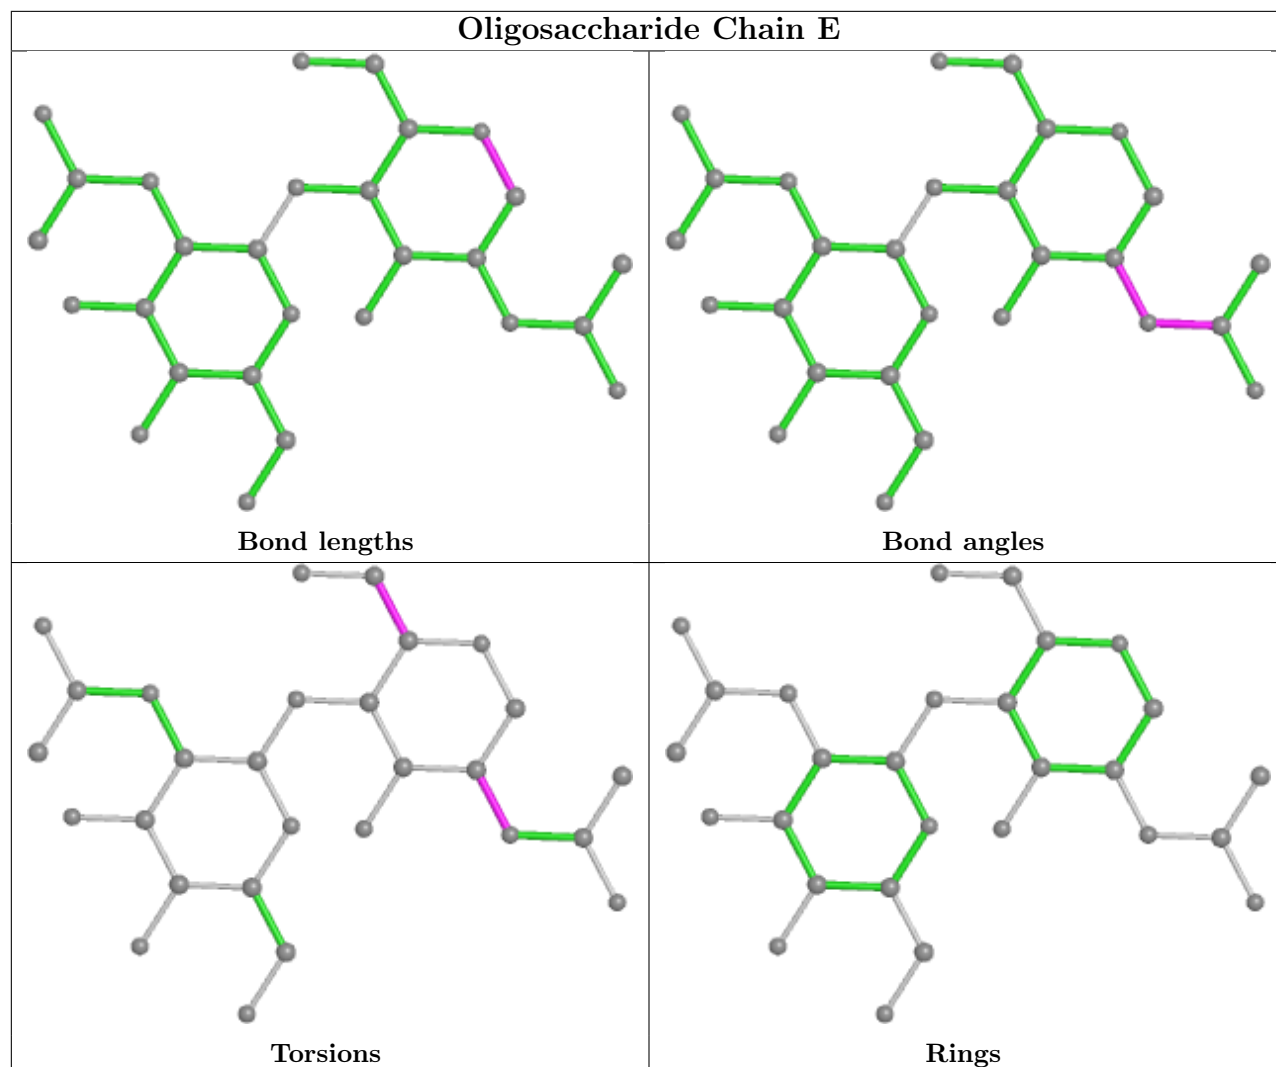 Oligosaccharide Chain E
Bond lengths
Bond angles
Torsions
Rings